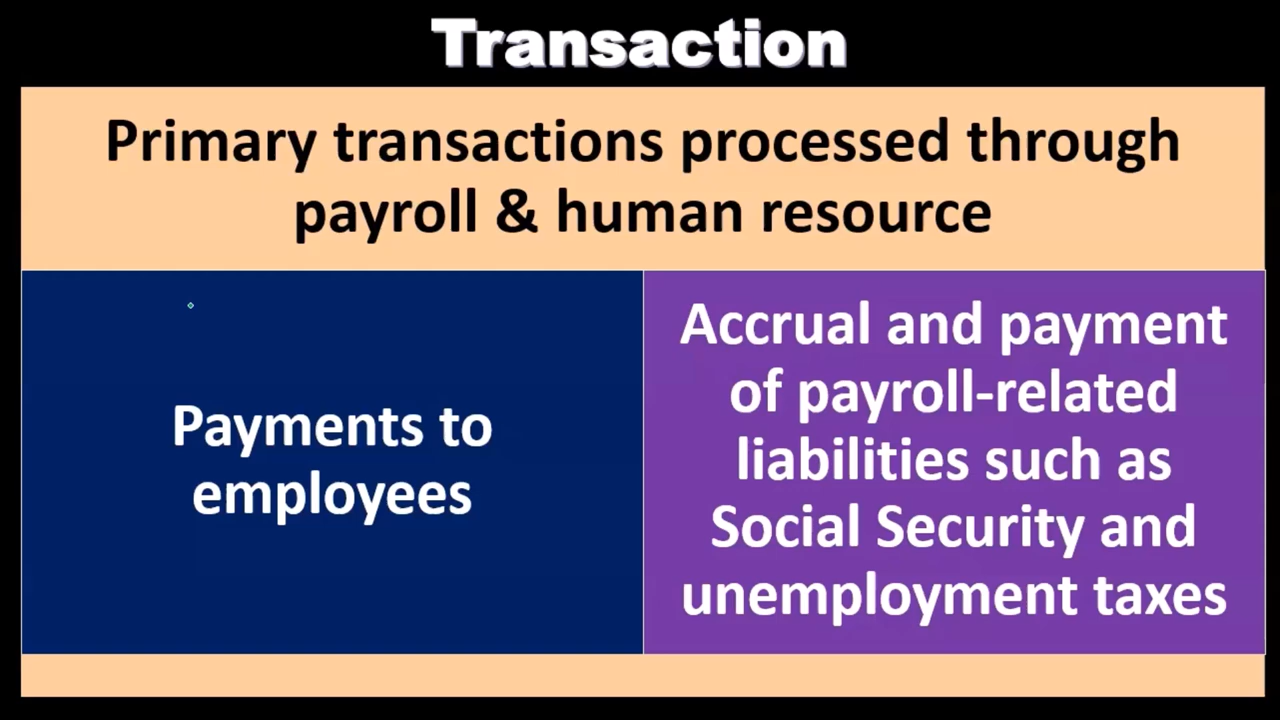 Transaction
Primary transactions processed through
payroll & human resource
Payments to
employees
Accrual and payment
of payroll-related
liabilities such as
Social Security and
unemployment taxes